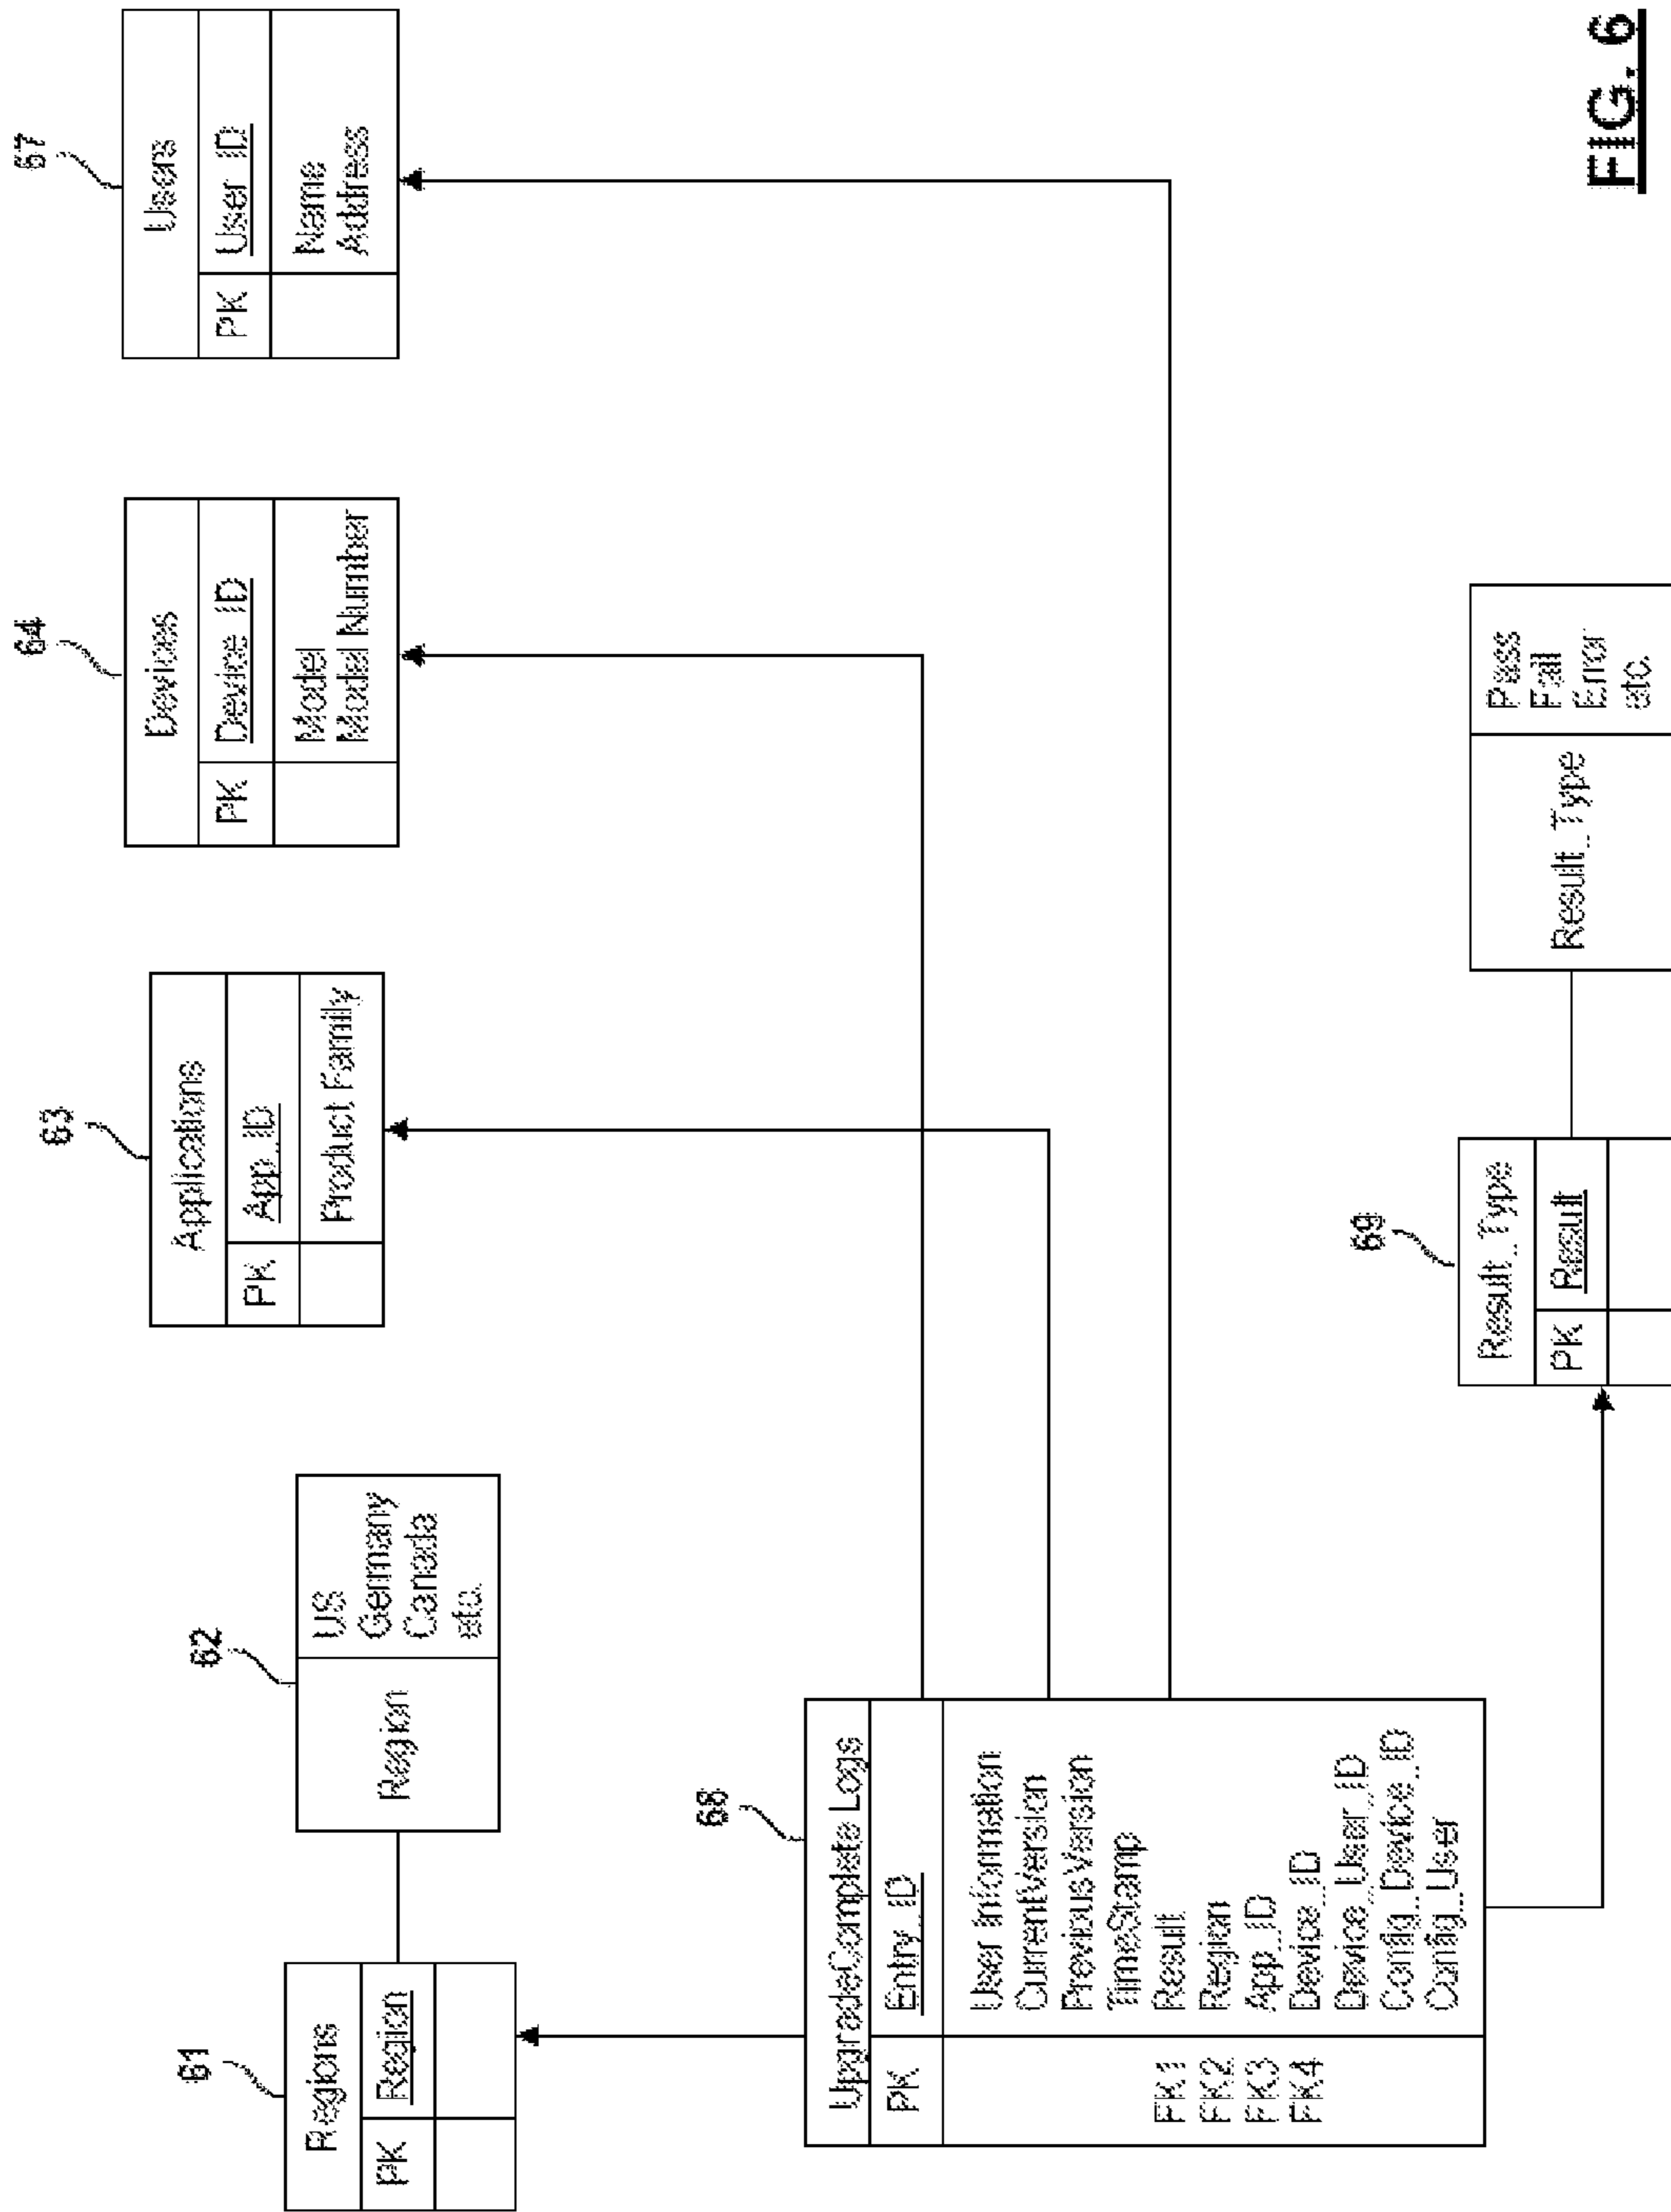 61
Regions
PK Region
62
Region
US
Germany
Canada
etc.
63
Applications
PK App_ID
Product Family
64
Devices
PK Device_ID
Model
Model Number
67
Users
PK User_ID
Name
Address
68
UpgradeComplete Logs
PK Entry_ID
User Information
CurrentVersion
PreviousVersion
TimeStamp
FK1 Result
FK2 Region
FK3 App_ID
FK4 Device_ID
Device_User_ID
Config_Device_ID
Config_User
69
Result_Type
PK Result
Result_Type
Pass
Fail
Error
etc.
FIG. 6